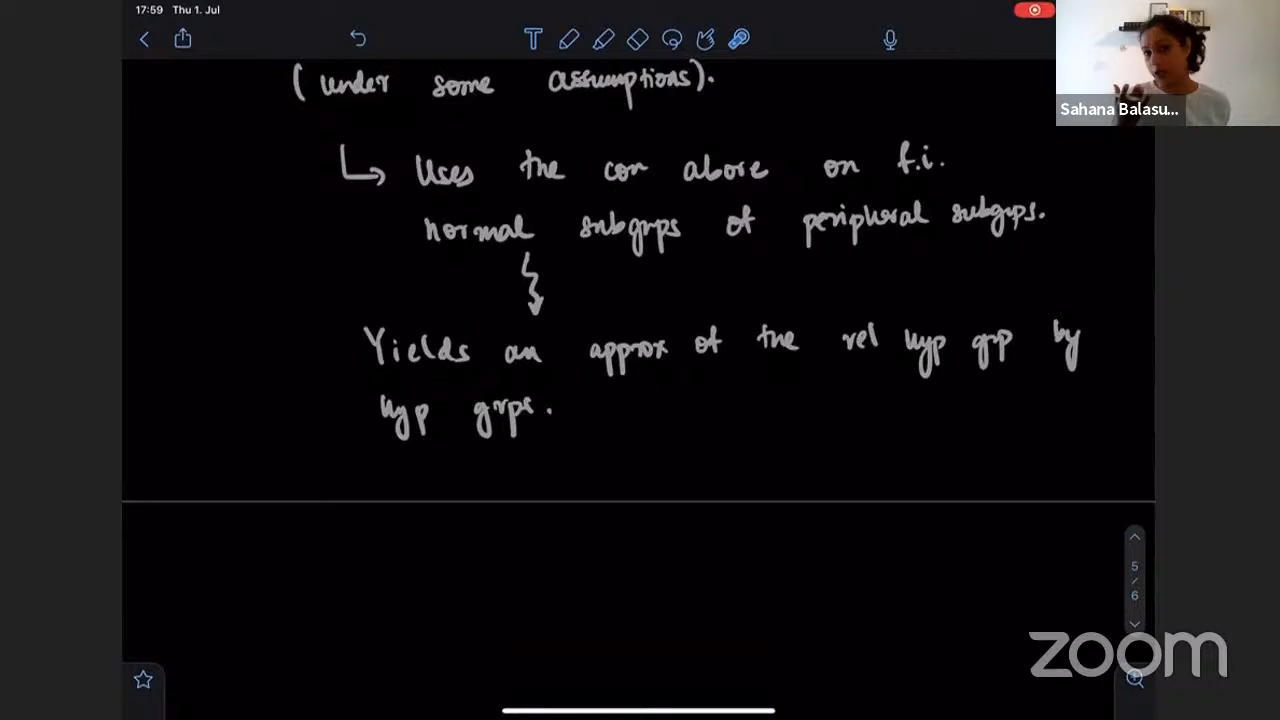 17:59 Thu 1. Jul
(under some assumptions).
Sahana Balasu...
↳ Uses the cor above on f.i.
normal subgrps of peripheral subgrps.
Yields an approx of the rel hyp grp by
hyp grps.
5
/
6
zoom